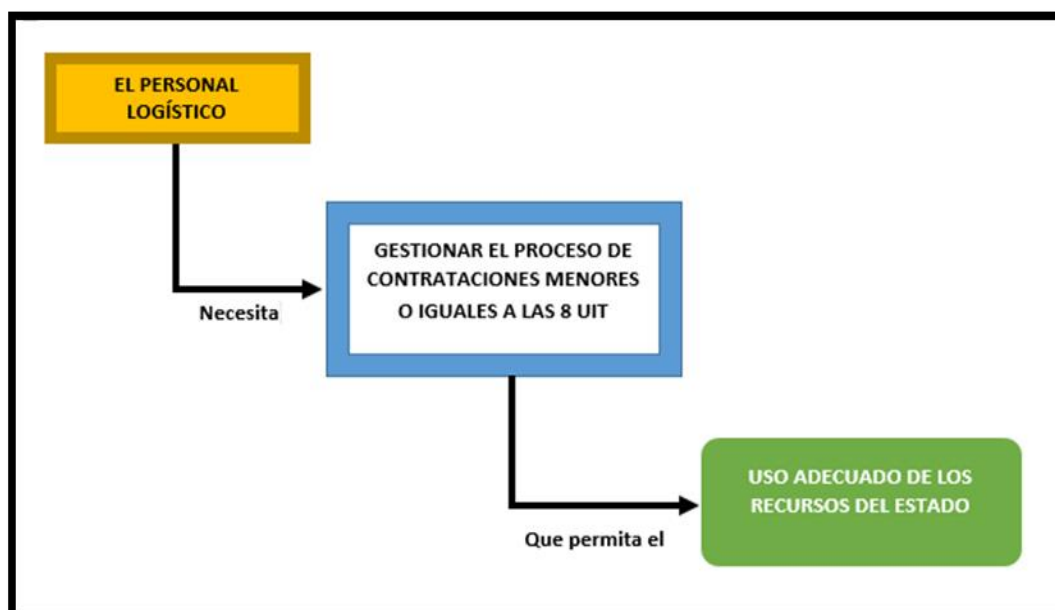 EL PERSONAL
LOGÍSTICO
Necesita
GESTIONAR EL PROCESO DE
CONTRATACIONES MENORES
O IGUALES A LAS 8 UIT
Que permita el
USO ADECUADO DE LOS
RECURSOS DEL ESTADO